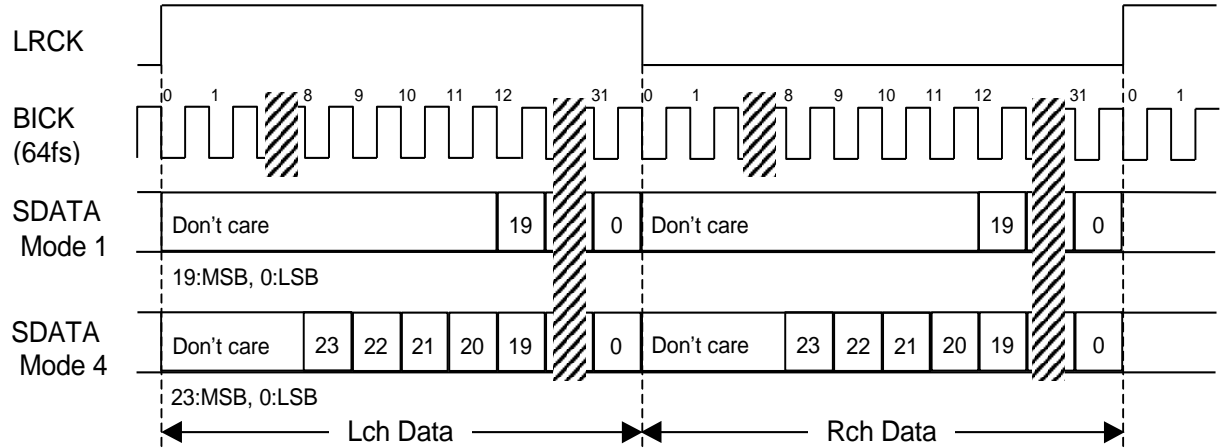 LRCK
0 1 8 9 10 11 12 31 0 1 8 9 10 11 12 31 0 1
BICK
(64fs)
SDATA
Mode 1
Don't care 19 0 Don't care 19 0
19:MSB, 0:LSB
SDATA
Mode 4
Don't care 23 22 21 20 19 0 Don't care 23 22 21 20 19 0
23:MSB, 0:LSB
Lch Data Rch Data